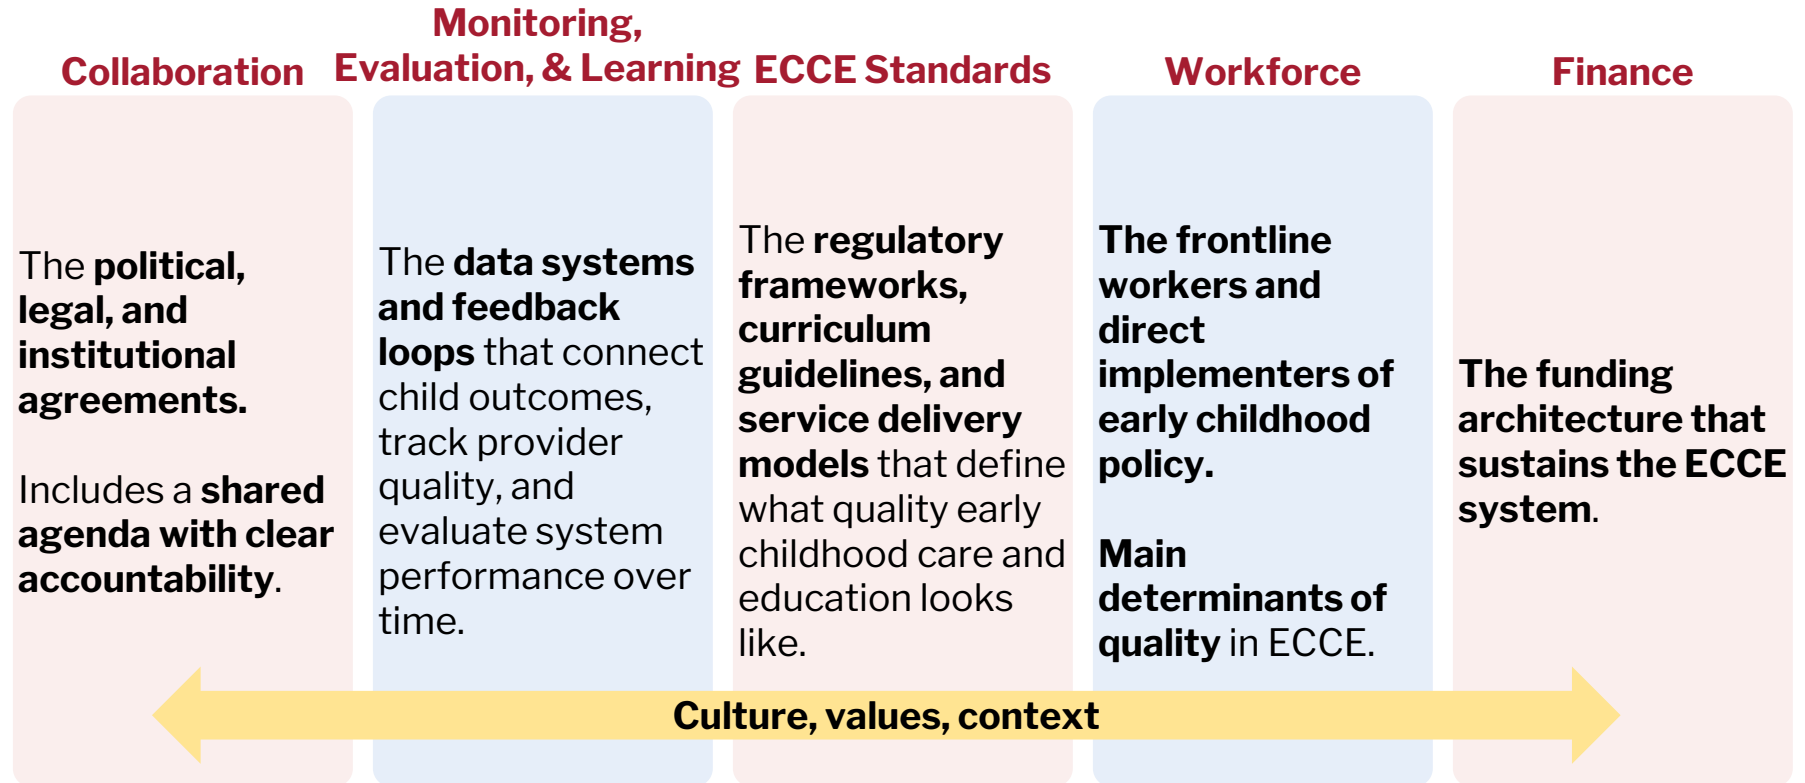 Collaboration
Monitoring,
Evaluation, & Learning
ECCE Standards
Workforce
Finance
The political,
legal, and
institutional
agreements.
Includes a shared
agenda with clear
accountability.
The data systems
and feedback
loops that connect
child outcomes,
track provider
quality, and
evaluate system
performance over
time.
The regulatory
frameworks,
curriculum
guidelines, and
service delivery
models that define
what quality early
childhood care and
education looks
like.
The frontline
workers and
direct
implementers of
early childhood
policy.
Main
determinants of
quality in ECCE.
The funding
architecture that
sustains the ECCE
system.
Culture, values, context